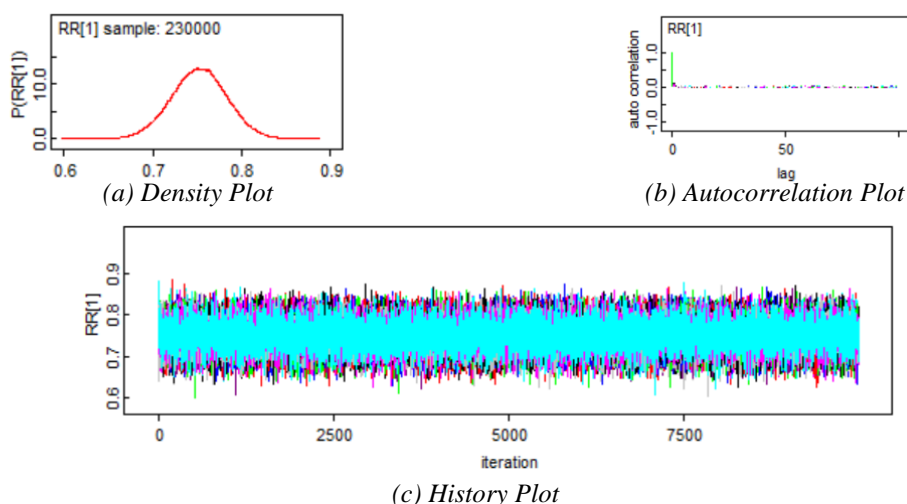 RR[1] sample: 230000
P(RR[1])
10.0
0.0
0.6 0.7 0.8 0.9
(a) Density Plot
RR[1]
auto correlation
1.0
0.0
-1.0
0 50
lag
(b) Autocorrelation Plot
RR[1]
0.9
0.8
0.7
0.6
0 2500 5000 7500
iteration
(c) History Plot